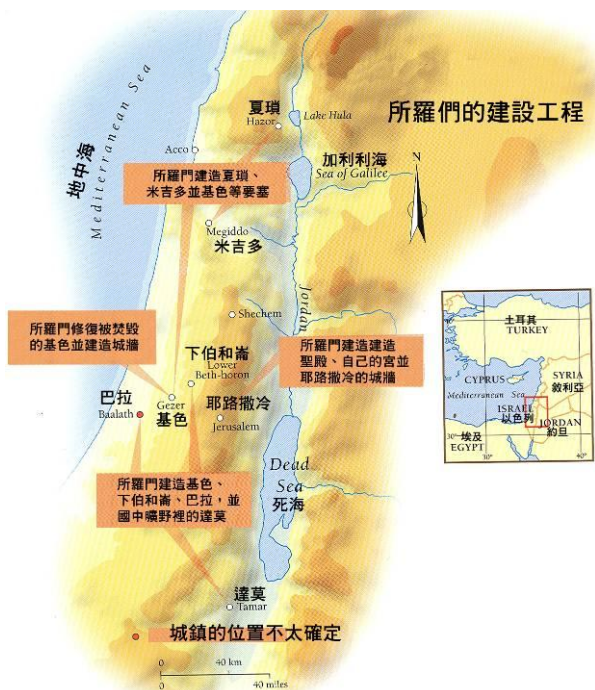 所羅們的建設工程
地中海
Mediterranean Sea
夏瑣
Hazor
Lake Hula
Acco
所羅門建造夏瑣、
米吉多並基色等要塞
加利利海
Sea of Galilee
N
Megiddo
米吉多
Jordan
Shechem
所羅門修復被焚毀
的基色並建造城牆
下伯和崙
Lower
Beth-horon
所羅門建造建造
聖殿、自己的宮並
耶路撒冷的城牆
巴拉
Baalath
Gezer
基色
耶路撒冷
Jerusalem
所羅門建造基色、
下伯和崙、巴拉，並
國中曠野裡的達莫
Dead
Sea
死海
達莫
Tamar
城鎮的位置不太確定
0 40 km
0 40 miles
土耳其
TURKEY
CYPRUS
SYRIA
敘利亞
Mediterranean Sea
ISRAEL
以色列
JORDAN
約旦
30°
埃及
EGYPT
30°
40°